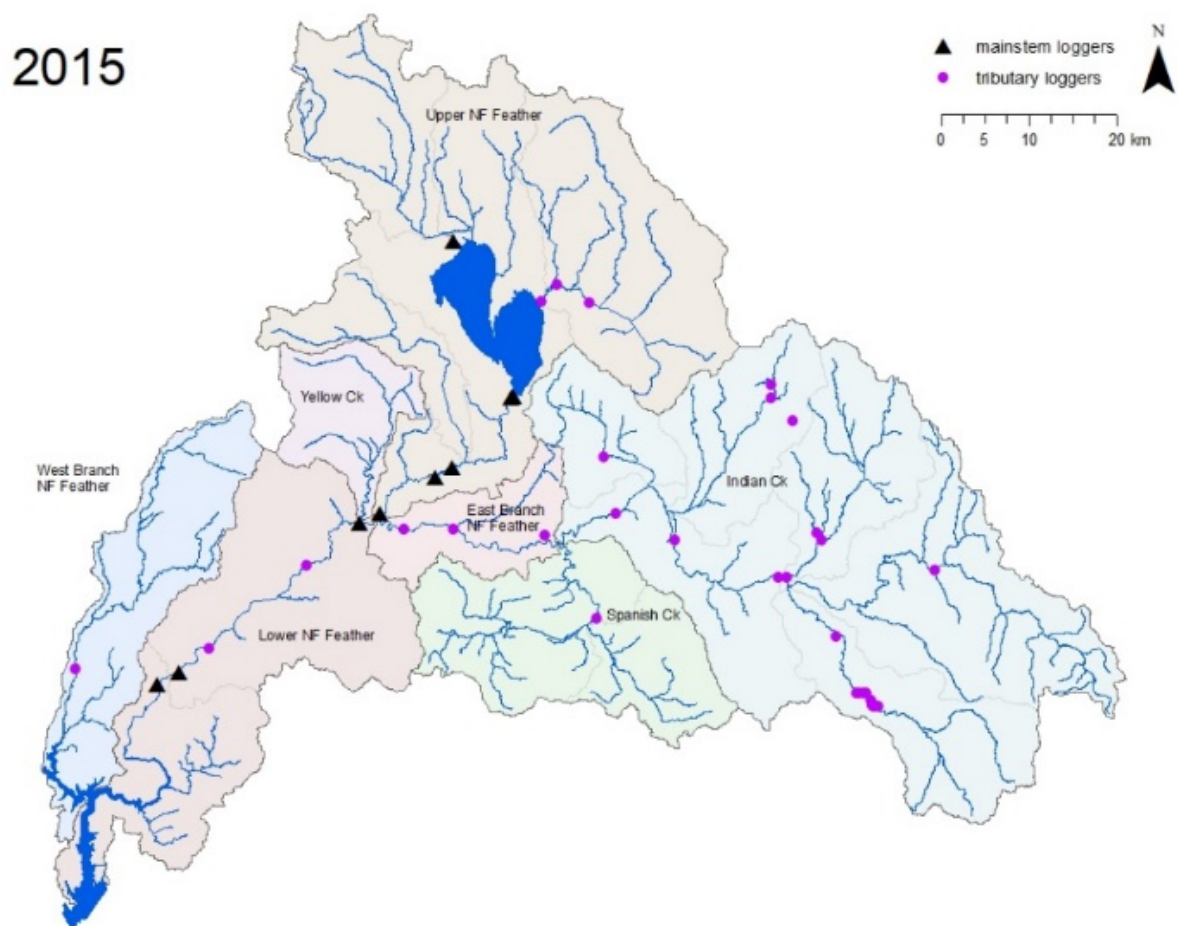 2015
mainstem loggers
tributary loggers
N
0 5 10 20 km
Upper NF Feather
Yellow Ck
West Branch
NF Feather
Indian Ck
East Branch
NF Feather
Spanish Ck
Lower NF Feather